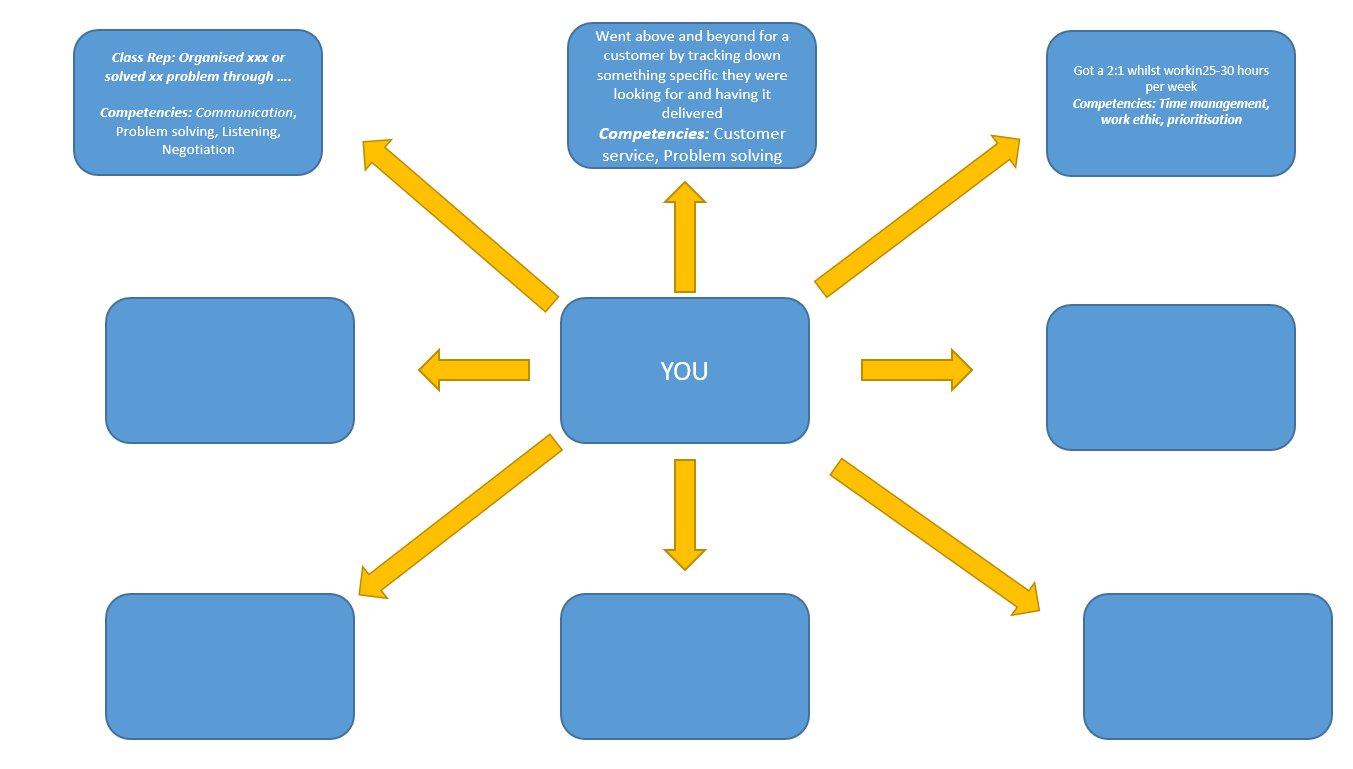 Class Rep: Organised xxx or
solved xx problem through ....
Competencies: Communication,
Problem solving, Listening,
Negotiation
Went above and beyond for a
customer by tracking down
something specific they were
looking for and having it
delivered
Competencies: Customer
service, Problem solving
Got a 2:1 whilst workin25-30 hours
per week
Competencies: Time management,
work ethic, prioritisation
YOU